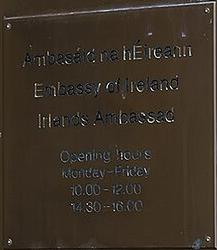 Ambasáid na hÉireann
Embassy of Ireland
Irlands Ambassad
Opening hours
Monday-Friday
10.00-12.00
14.30-16.00